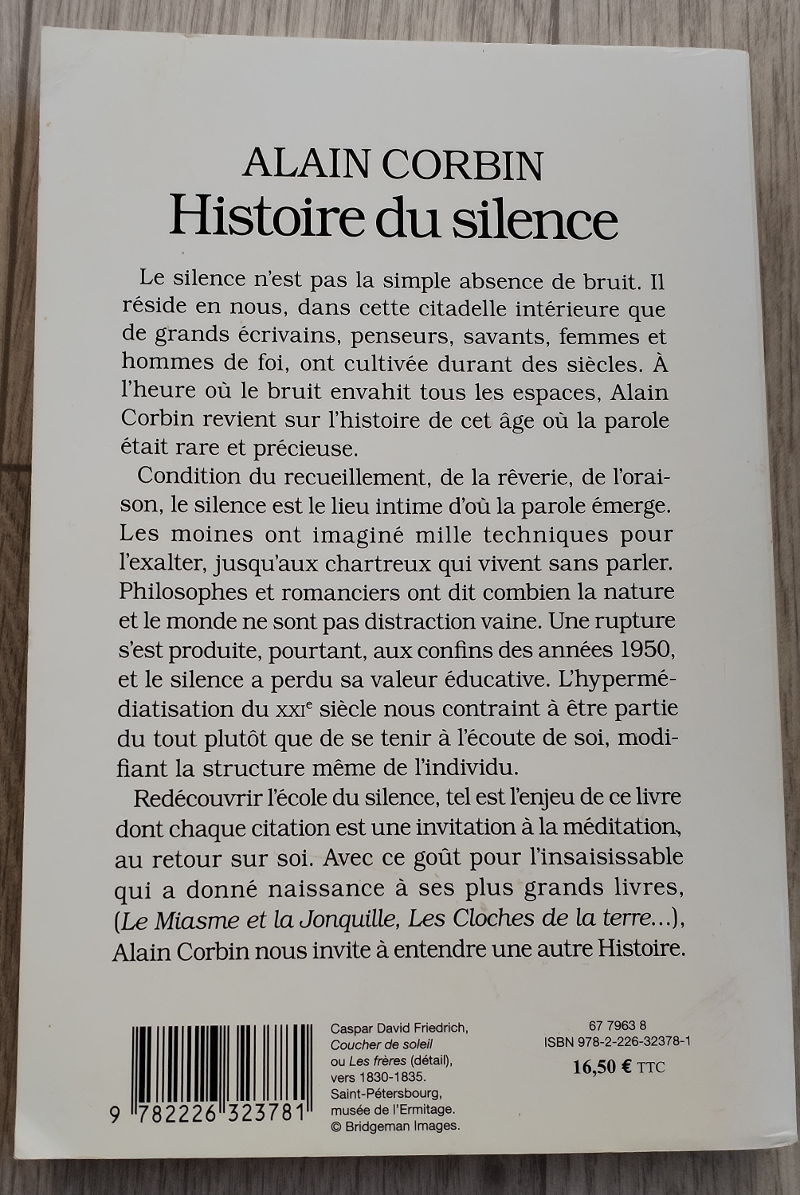 ALAIN CORBIN
Histoire du silence
Le silence n'est pas la simple absence de bruit. Il
réside en nous, dans cette citadelle intérieure que
de grands écrivains, penseurs, savants, femmes et
hommes de foi, ont cultivée durant des siècles. À
l'heure où le bruit envahit tous les espaces, Alain
Corbin revient sur l'histoire de cet âge où la parole
était rare et précieuse.
Condition du recueillement, de la rêverie, de l'orai-
son, le silence est le lieu intime d'où la parole émerge.
Les moines ont imaginé mille techniques pour
l'exalter, jusqu'aux chartreux qui vivent sans parler.
Philosophes et romanciers ont dit combien la nature
et le monde ne sont pas distraction vaine. Une rupture
s'est produite, pourtant, aux confins des années 1950,
et le silence a perdu sa valeur éducative. L'hypermé-
diatisation du XXIe siècle nous contraint à être partie
du tout plutôt que de se tenir à l'écoute de soi, modi-
fiant la structure même de l'individu.
Redécouvrir l'école du silence, tel est l'enjeu de ce livre
dont chaque citation est une invitation à la méditation,
au retour sur soi. Avec ce goût pour l'insaisissable
qui a donné naissance à ses plus grands livres,
(Le Miasme et la Jonquille, Les Cloches de la terre...),
Alain Corbin nous invite à entendre une autre Histoire.
9 782226 323781
Caspar David Friedrich,
Coucher de soleil
ou Les frères (détail),
vers 1830-1835.
Saint-Pétersbourg,
musée de l'Ermitage.
© Bridgeman Images.
67 7963 8
ISBN 978-2-226-32378-1
16,50 € TTC